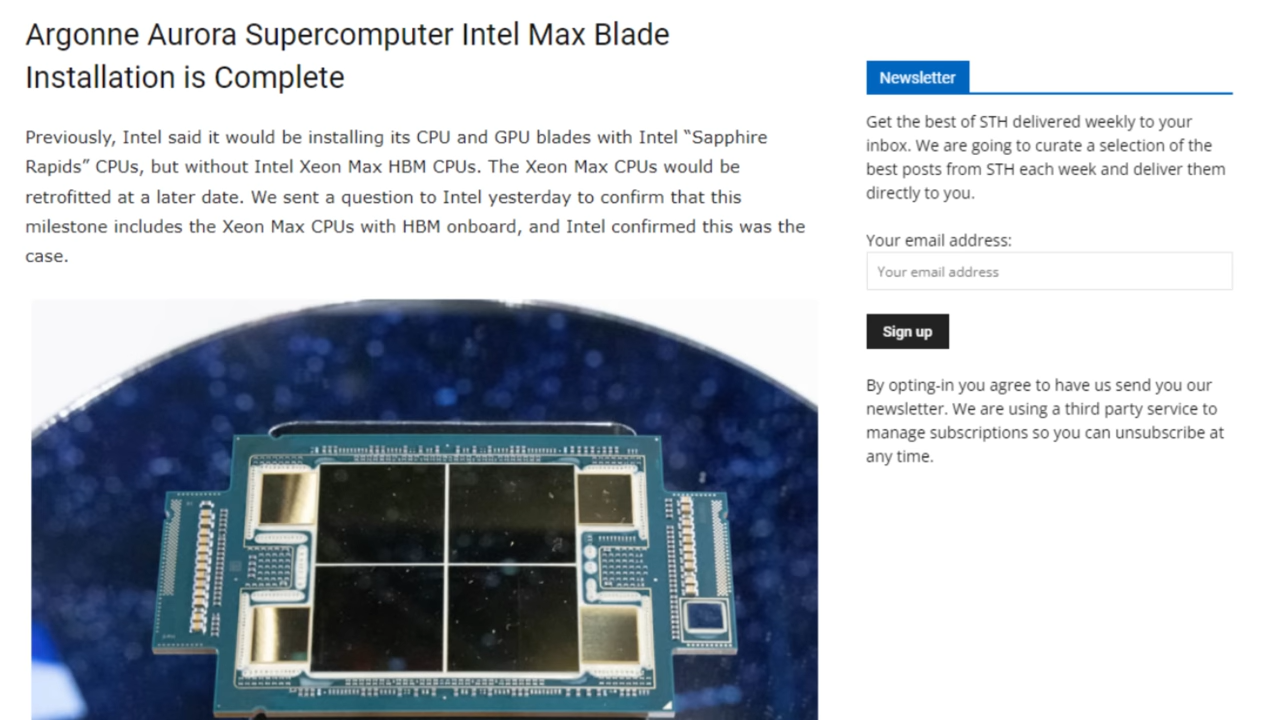 Argonne Aurora Supercomputer Intel Max Blade
Installation is Complete
Previously, Intel said it would be installing its CPU and GPU blades with Intel “Sapphire
Rapids” CPUs, but without Intel Xeon Max HBM CPUs. The Xeon Max CPUs would be
retrofitted at a later date. We sent a question to Intel yesterday to confirm that this
milestone includes the Xeon Max CPUs with HBM onboard, and Intel confirmed this was the
case.
Newsletter
Get the best of STH delivered weekly to your
inbox. We are going to curate a selection of the
best posts from STH each week and deliver them
directly to you.
Your email address:
Your email address
Sign up
By opting-in you agree to have us send you our
newsletter. We are using a third party service to
manage subscriptions so you can unsubscribe at
any time.